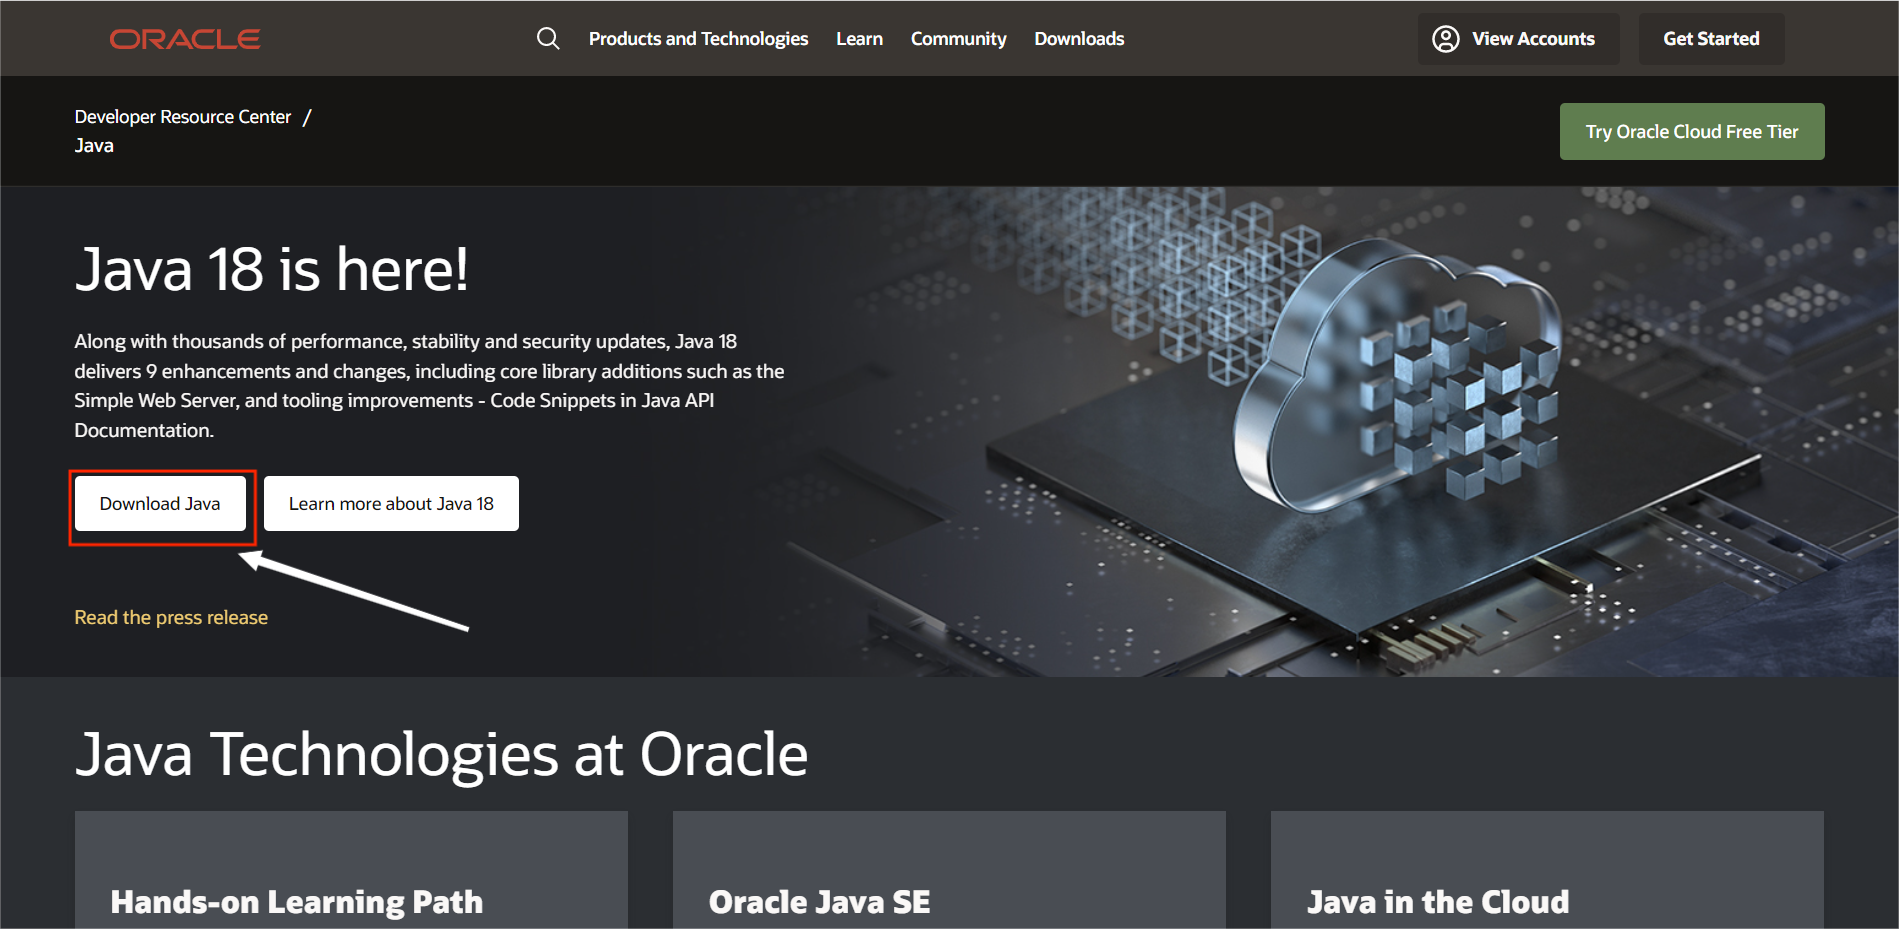 ORACLE
Products and Technologies
Learn
Community
Downloads
View Accounts
Get Started
Developer Resource Center /
Java
Try Oracle Cloud Free Tier
Java 18 is here!
Along with thousands of performance, stability and security updates, Java 18
delivers 9 enhancements and changes, including core library additions such as the
Simple Web Server, and tooling improvements - Code Snippets in Java API
Documentation.
Download Java
Learn more about Java 18
Read the press release
Java Technologies at Oracle
Hands-on Learning Path
Oracle Java SE
Java in the Cloud